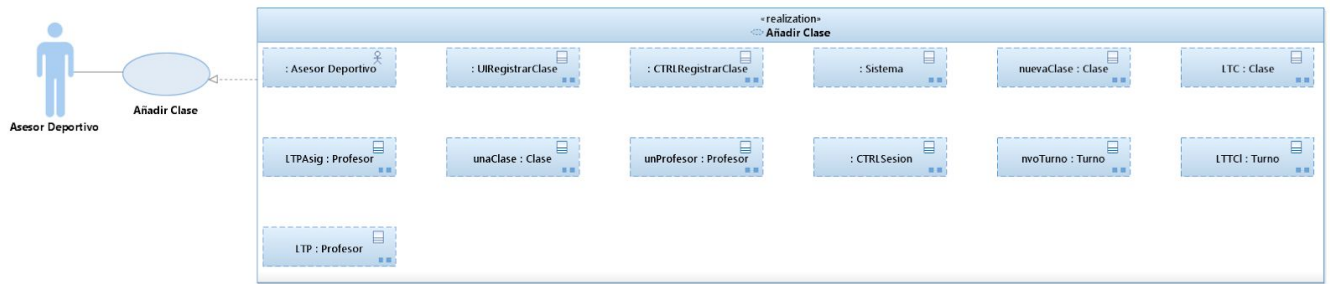 «realization»
Añadir Clase
: Asesor Deportivo
: UIRegistrarClase
: CTRLRegistrarClase
: Sistema
nuevaClase : Clase
LTC : Clase
Añadir Clase
Asesor Deportivo
LTPAsig : Profesor
unaClase : Clase
unProfesor : Profesor
: CTRLSesion
nvoTurno : Turno
LTTCl : Turno
LTP : Profesor